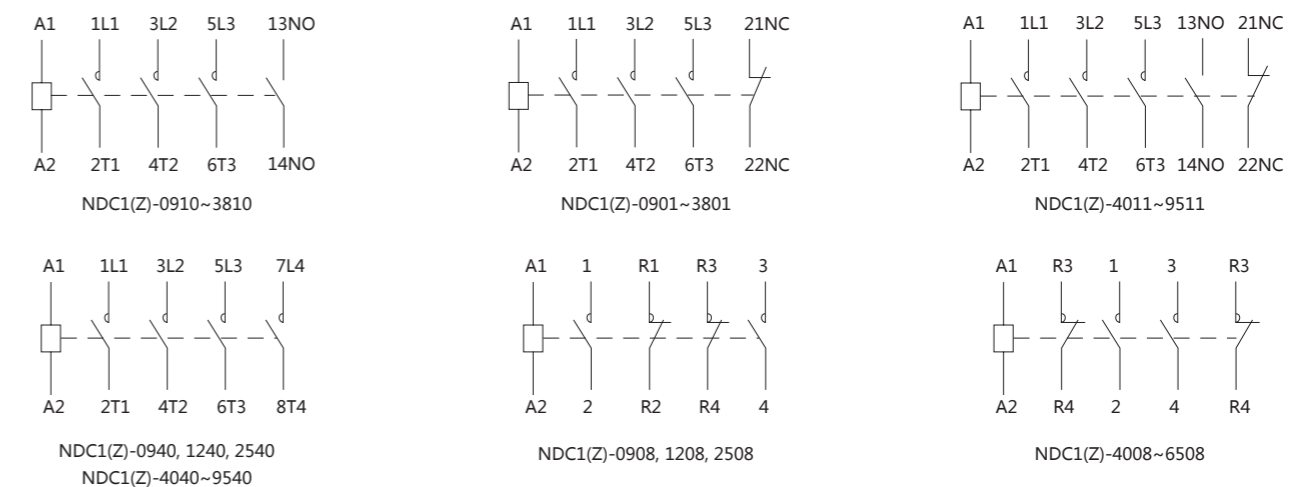 A1 1L1 3L2 5L3 13NO
A2 2T1 4T2 6T3 14NO
NDC1(Z)-0910~3810
A1 1L1 3L2 5L3 21NC
A2 2T1 4T2 6T3 22NC
NDC1(Z)-0901~3801
A1 1L1 3L2 5L3 13NO 21NC
A2 2T1 4T2 6T3 14NO 22NC
NDC1(Z)-4011~9511
A1 1L1 3L2 5L3 7L4
A2 2T1 4T2 6T3 8T4
NDC1(Z)-0940, 1240, 2540
NDC1(Z)-4040~9540
A1 1 R1 R3 3
A2 2 R2 R4 4
NDC1(Z)-0908, 1208, 2508
A1 R3 1 3 R3
A2 R4 2 4 R4
NDC1(Z)-4008~6508